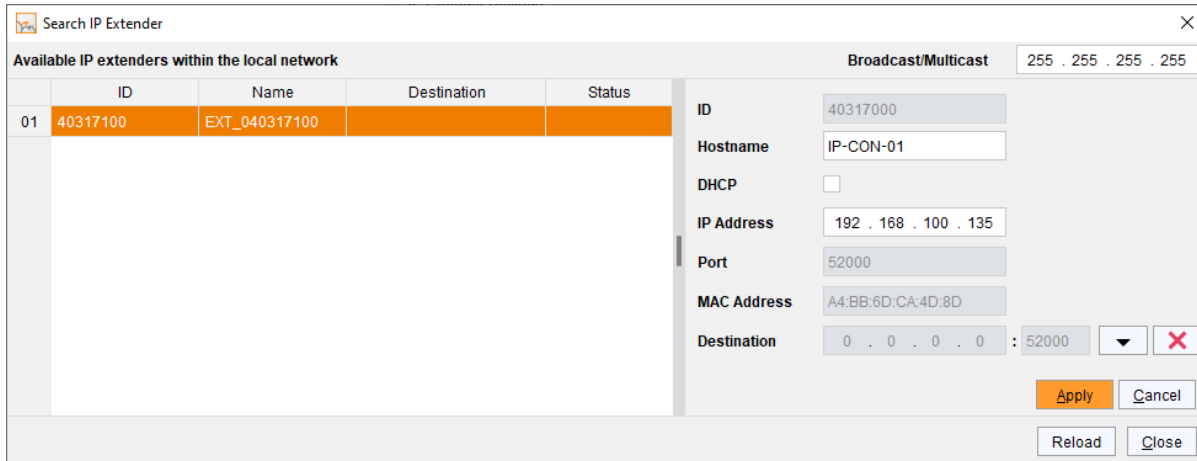 Search IP Extender
Available IP extenders within the local network
Broadcast/Multicast 255 . 255 . 255 . 255
ID Name Destination Status
01 40317100 EXT_040317100
ID 40317000
Hostname IP-CON-01
DHCP
IP Address 192 . 168 . 100 . 135
Port 52000
MAC Address A4:BB:6D:CA:4D:8D
Destination 0 . 0 . 0 . 0 : 52000
Apply Cancel
Reload Close